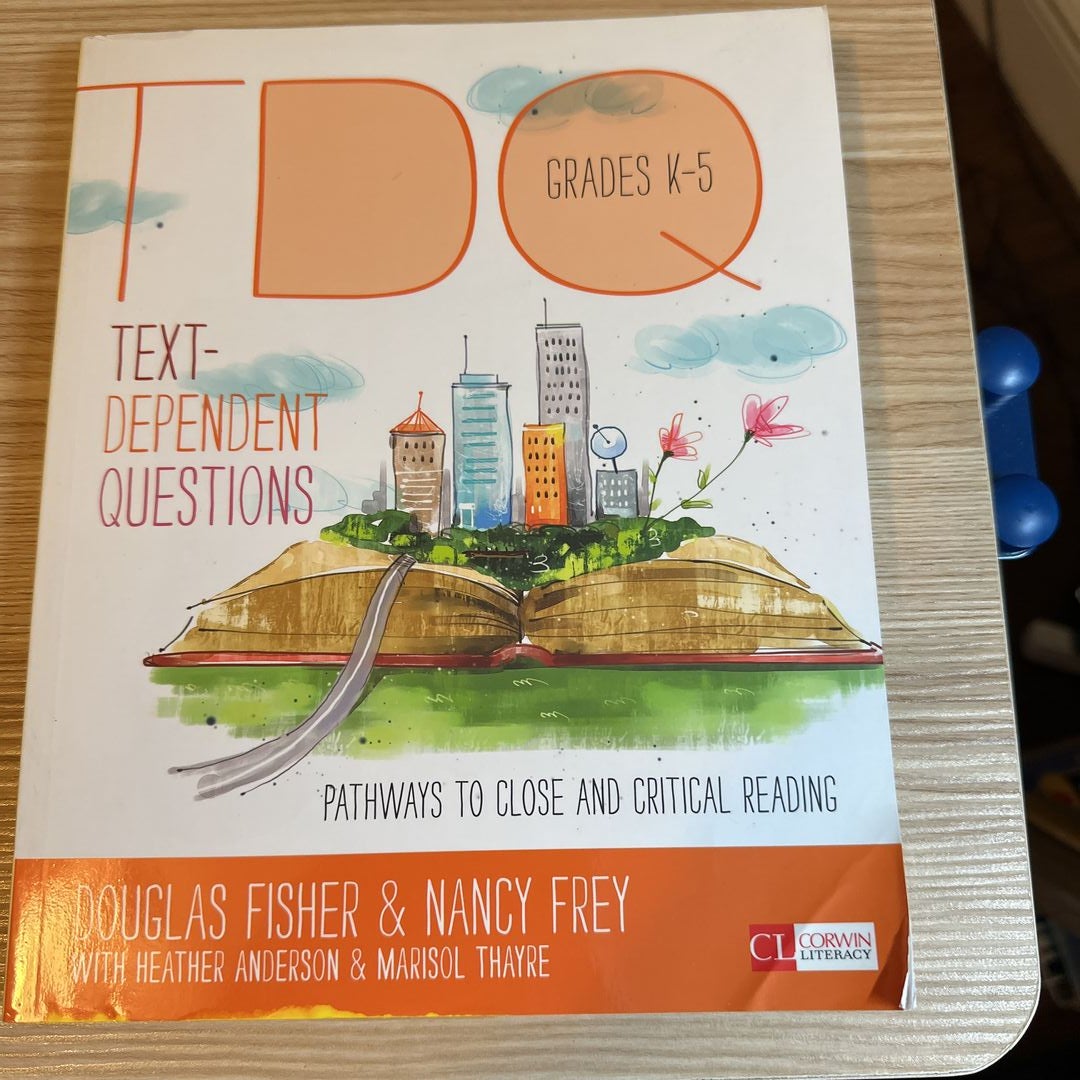 TDQ
GRADES K-5
TEXT-
DEPENDENT
QUESTIONS
PATHWAYS TO CLOSE AND CRITICAL READING
DOUGLAS FISHER & NANCY FREY
WITH HEATHER ANDERSON & MARISOL THAYRE
CL CORWIN
LITERACY